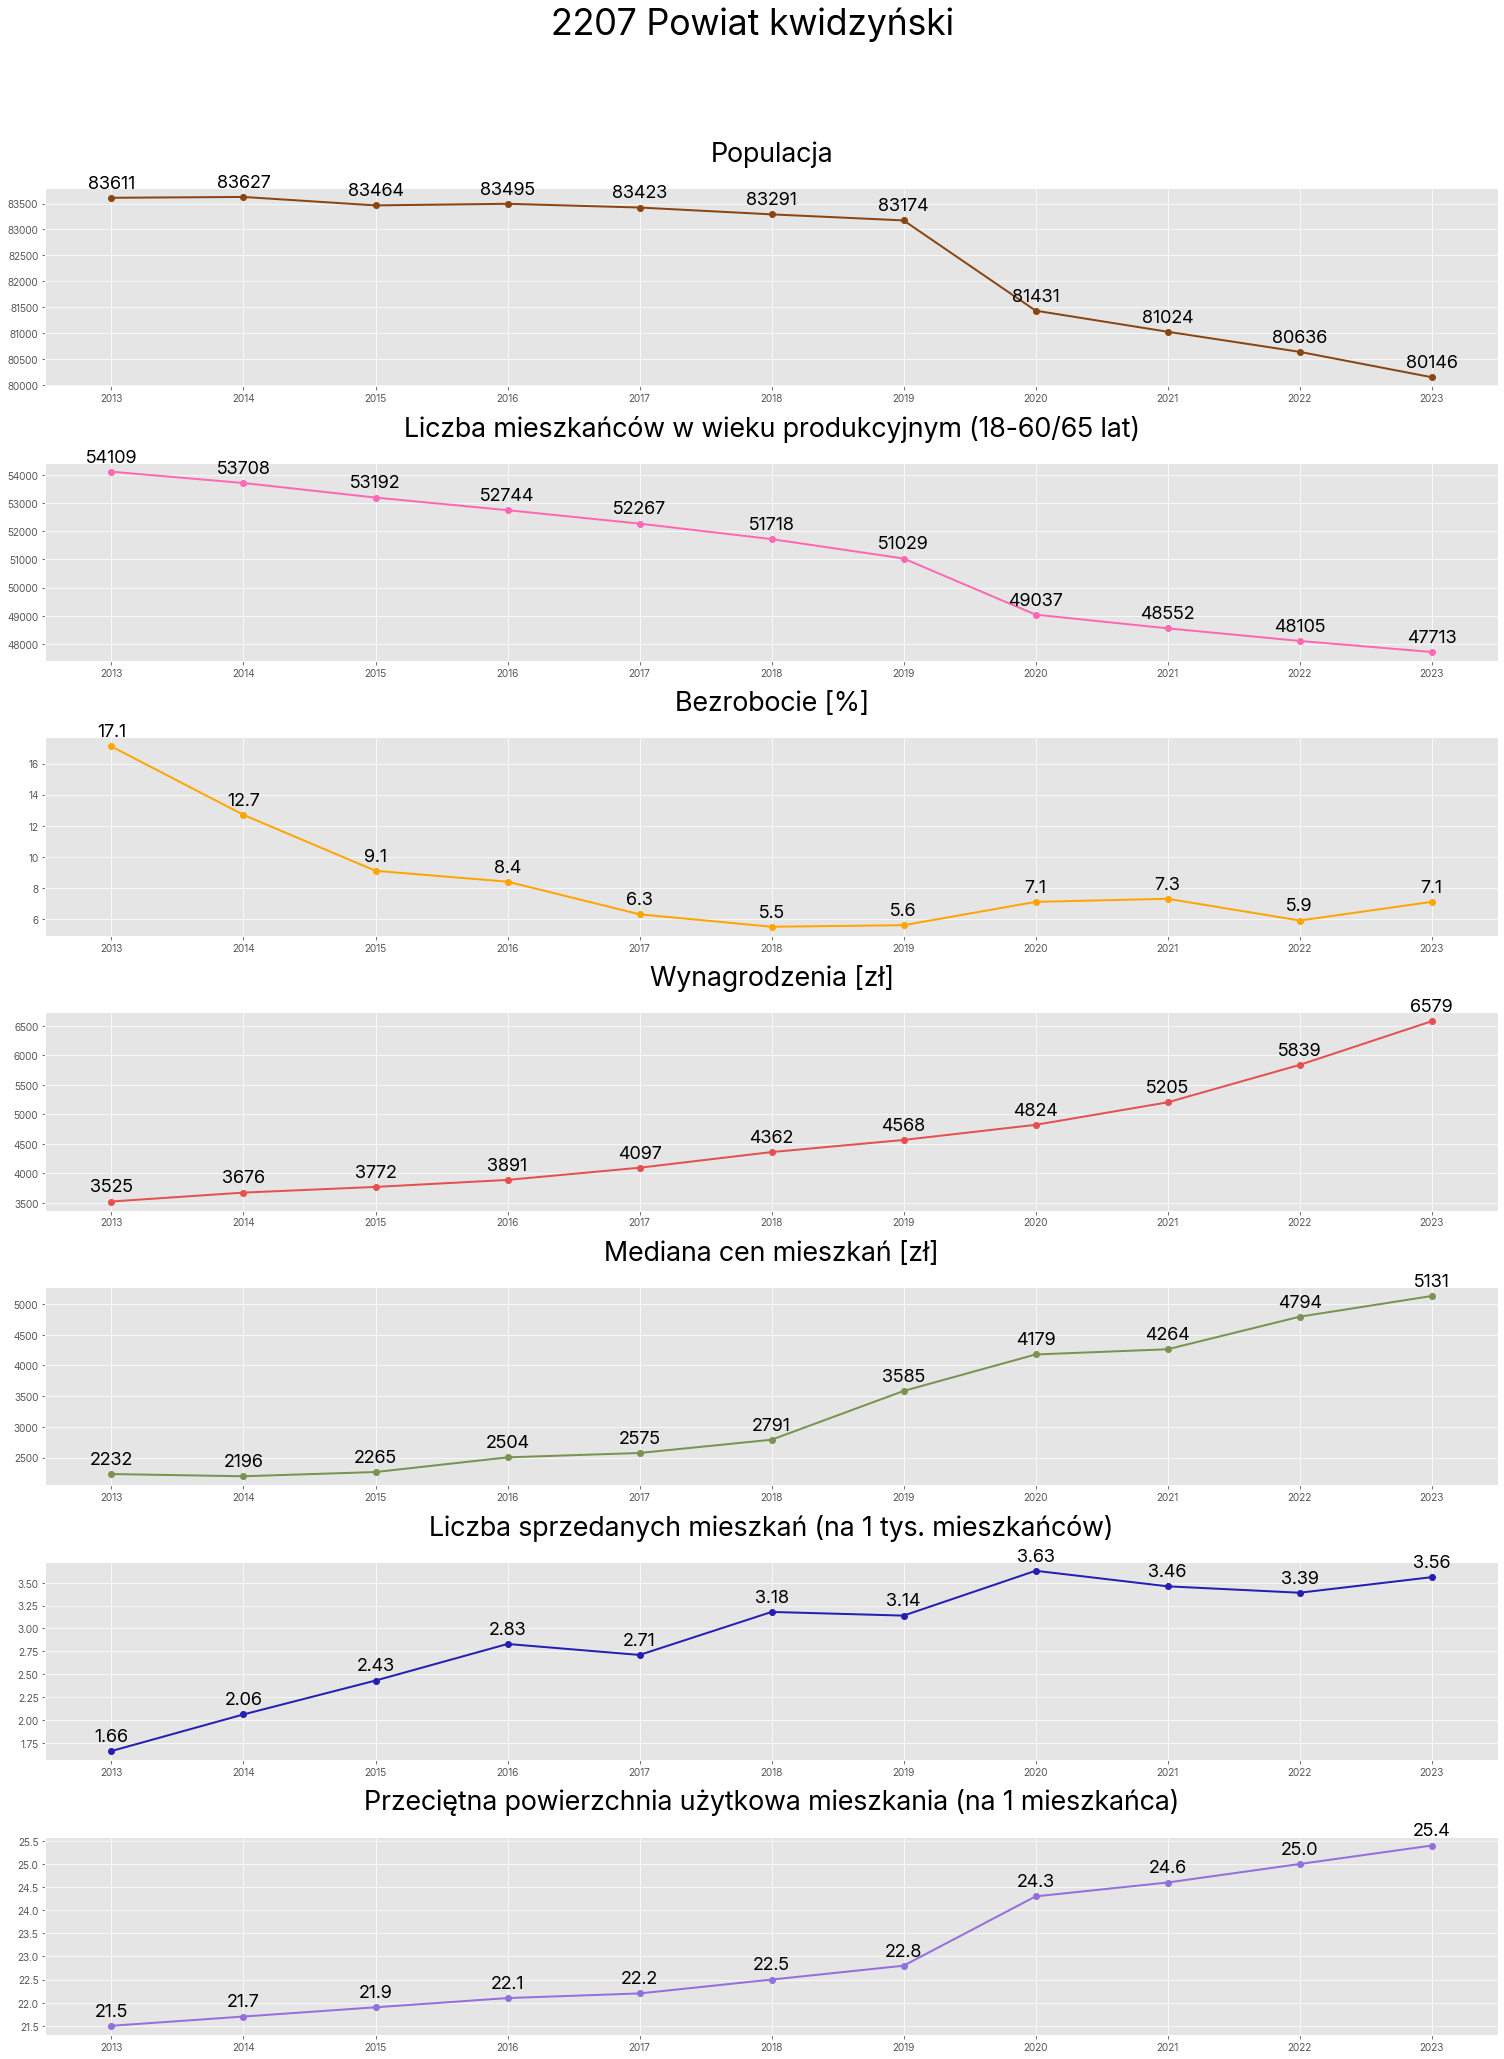 2207 Powiat kwidzyński
Populacja
83611 83627 83464 83495 83423 83291 83174 81431 81024 80636 80146
83500
83000
82500
82000
81500
81000
80500
80000
2013 2014 2015 2016 2017 2018 2019 2020 2021 2022 2023
Liczba mieszkańców w wieku produkcyjnym (18-60/65 lat)
54109 53708 53192 52744 52267 51718 51029 49037 48552 48105 47713
54000
53000
52000
51000
50000
49000
48000
2013 2014 2015 2016 2017 2018 2019 2020 2021 2022 2023
Bezrobocie [%]
17.1 12.7 9.1 8.4 6.3 5.5 5.6 7.1 7.3 5.9 7.1
16
14
12
10
8
6
2013 2014 2015 2016 2017 2018 2019 2020 2021 2022 2023
Wynagrodzenia [zł]
3525 3676 3772 3891 4097 4362 4568 4824 5205 5839 6579
6500
6000
5500
5000
4500
4000
3500
2013 2014 2015 2016 2017 2018 2019 2020 2021 2022 2023
Mediana cen mieszkań [zł]
2232 2196 2265 2504 2575 2791 3585 4179 4264 4794 5131
5000
4500
4000
3500
3000
2500
2013 2014 2015 2016 2017 2018 2019 2020 2021 2022 2023
Liczba sprzedanych mieszkań (na 1 tys. mieszkańców)
1.66 2.06 2.43 2.83 2.71 3.18 3.14 3.63 3.46 3.39 3.56
3.50
3.25
3.00
2.75
2.50
2.25
2.00
1.75
2013 2014 2015 2016 2017 2018 2019 2020 2021 2022 2023
Przeciętna powierzchnia użytkowa mieszkania (na 1 mieszkańca)
21.5 21.7 21.9 22.1 22.2 22.5 22.8 24.3 24.6 25.0 25.4
25.5
25.0
24.5
24.0
23.5
23.0
22.5
22.0
21.5
2013 2014 2015 2016 2017 2018 2019 2020 2021 2022 2023